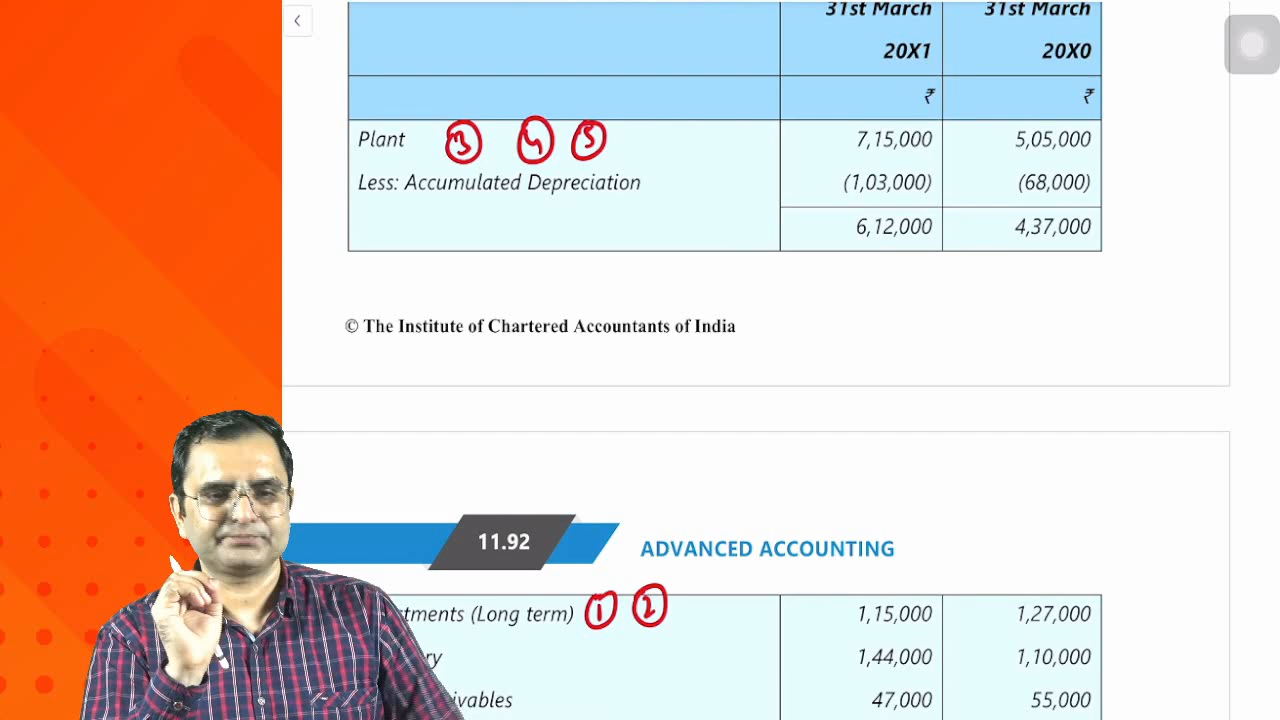 31st March 31st March
20X1 20X0
₹ ₹
Plant 3 4 5 7,15,000 5,05,000
Less: Accumulated Depreciation (1,03,000) (68,000)
6,12,000 4,37,000
© The Institute of Chartered Accountants of India
11.92 ADVANCED ACCOUNTING
tments (Long term) 1 2 1,15,000 1,27,000
ry 1,44,000 1,10,000
ivables 47,000 55,000